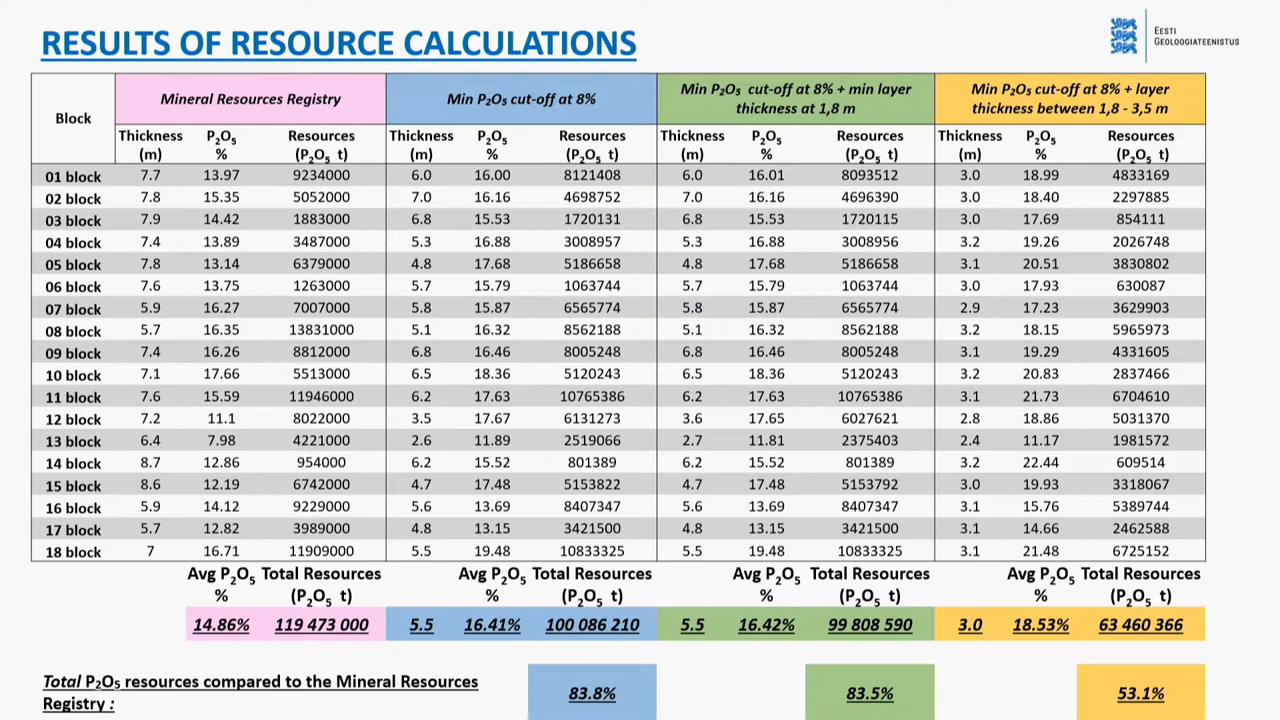 RESULTS OF RESOURCE CALCULATIONS
EESTI
GEOLOOGIATEENISTUS
Block Mineral Resources Registry Min P₂O₅ cut-off at 8% Min P₂O₅ cut-off at 8% + min layer thickness at 1,8 m Min P₂O₅ cut-off at 8% + layer thickness between 1,8 - 3,5 m
Thickness (m) P₂O₅ % Resources (P₂O₅ t) Thickness (m) P₂O₅ % Resources (P₂O₅ t) Thickness (m) P₂O₅ % Resources (P₂O₅ t) Thickness (m) P₂O₅ % Resources (P₂O₅ t)
01 block 7.7 13.97 9234000 6.0 16.00 8121408 6.0 16.01 8093512 3.0 18.99 4833169
02 block 7.8 15.35 5052000 7.0 16.16 4698752 7.0 16.16 4696390 3.0 18.40 2297885
03 block 7.9 14.42 1883000 6.8 15.53 1720131 6.8 15.53 1720115 3.0 17.69 854111
04 block 7.4 13.89 3487000 5.3 16.88 3008957 5.3 16.88 3008956 3.2 19.26 2026748
05 block 7.8 13.14 6379000 4.8 17.68 5186658 4.8 17.68 5186658 3.1 20.51 3830802
06 block 7.6 13.75 1263000 5.7 15.79 1063744 5.7 15.79 1063744 3.0 17.93 630087
07 block 5.9 16.27 7007000 5.8 15.87 6565774 5.8 15.87 6565774 2.9 17.23 3629903
08 block 5.7 16.35 13831000 5.1 16.32 8562188 5.1 16.32 8562188 3.2 18.15 5965973
09 block 7.4 16.26 8812000 6.8 16.46 8005248 6.8 16.46 8005248 3.1 19.29 4331605
10 block 7.1 17.66 5513000 6.5 18.36 5120243 6.5 18.36 5120243 3.2 20.83 2837466
11 block 7.6 15.59 11946000 6.2 17.63 10765386 6.2 17.63 10765386 3.1 21.73 6704610
12 block 7.2 11.1 8022000 3.5 17.67 6131273 3.6 17.65 6027621 2.8 18.86 5031370
13 block 6.4 7.98 4221000 2.6 11.89 2519066 2.7 11.81 2375403 2.4 11.17 1981572
14 block 8.7 12.86 954000 6.2 15.52 801389 6.2 15.52 801389 3.2 22.44 609514
15 block 8.6 12.19 6742000 4.7 17.48 5153822 4.7 17.48 5153792 3.0 19.93 3318067
16 block 5.9 14.12 9229000 5.6 13.69 8407347 5.6 13.69 8407347 3.1 15.76 5389744
17 block 5.7 12.82 3989000 4.8 13.15 3421500 4.8 13.15 3421500 3.1 14.66 2462588
18 block 7 16.71 11909000 5.5 19.48 10833325 5.5 19.48 10833325 3.1 21.48 6725152
Avg P₂O₅ % Total Resources (P₂O₅ t) Avg P₂O₅ % Total Resources (P₂O₅ t) Avg P₂O₅ % Total Resources (P₂O₅ t) Avg P₂O₅ % Total Resources (P₂O₅ t)
14.86% 119 473 000 5.5 16.41% 100 086 210 5.5 16.42% 99 808 590 3.0 18.53% 63 460 366
Total P₂O₅ resources compared to the Mineral Resources
Registry : 83.8% 83.5% 53.1%